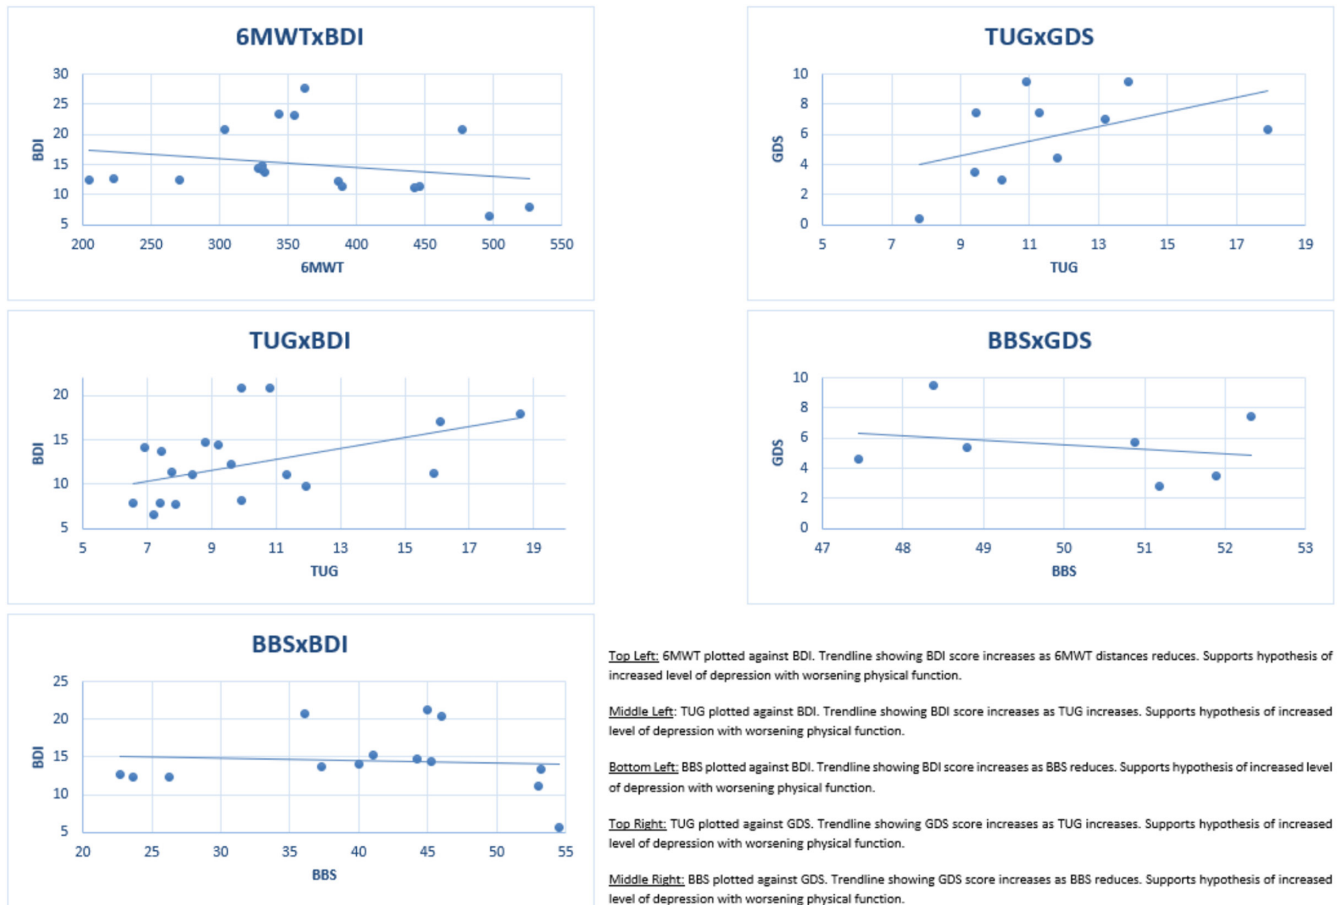 6MWTxBDI
30
25
20
15
10
5
BDI
200 250 300 350 400 450 500 550
6MWT
TUGxGDS
10
8
6
4
2
0
GDS
5 7 9 11 13 15 17 19
TUG
TUGxBDI
20
15
10
5
BDI
5 7 9 11 13 15 17 19
TUG
BBSxGDS
10
8
6
4
2
0
GDS
47 48 49 50 51 52 53
BBS
BBSxBDI
25
20
15
10
5
BDI
20 25 30 35 40 45 50 55
BBS
Top Left: 6MWT plotted against BDI. Trendline showing BDI score increases as 6MWT distances reduces. Supports hypothesis of
increased level of depression with worsening physical function.
Middle Left: TUG plotted against BDI. Trendline showing BDI score increases as TUG increases. Supports hypothesis of increased
level of depression with worsening physical function.
Bottom Left: BBS plotted against BDI. Trendline showing BDI score increases as BBS reduces. Supports hypothesis of increased level
of depression with worsening physical function.
Top Right: TUG plotted against GDS. Trendline showing GDS score increases as TUG increases. Supports hypothesis of increased
level of depression with worsening physical function.
Middle Right: BBS plotted against GDS. Trendline showing GDS score increases as BBS reduces. Supports hypothesis of increased
level of depression with worsening physical function.